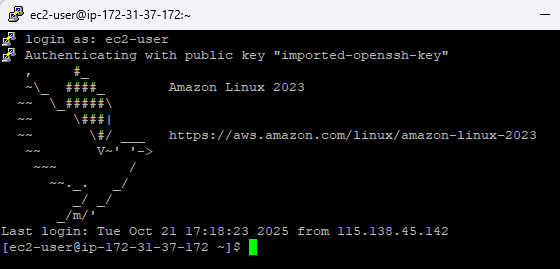 ec2-user@ip-172-31-37-172:~
login as: ec2-user
Authenticating with public key "imported-openssh-key"
   ,     #_
   ~\_  ####_        Amazon Linux 2023
  ~~  \_#####\
  ~~     \###|
  ~~       \#/ ___   https://aws.amazon.com/linux/amazon-linux-2023
   ~~       V~' '->
    ~~~         /
      ~~._.   _/
         _/ _/
       _/m/'
Last login: Tue Oct 21 17:18:23 2025 from 115.138.45.142
[ec2-user@ip-172-31-37-172 ~]$